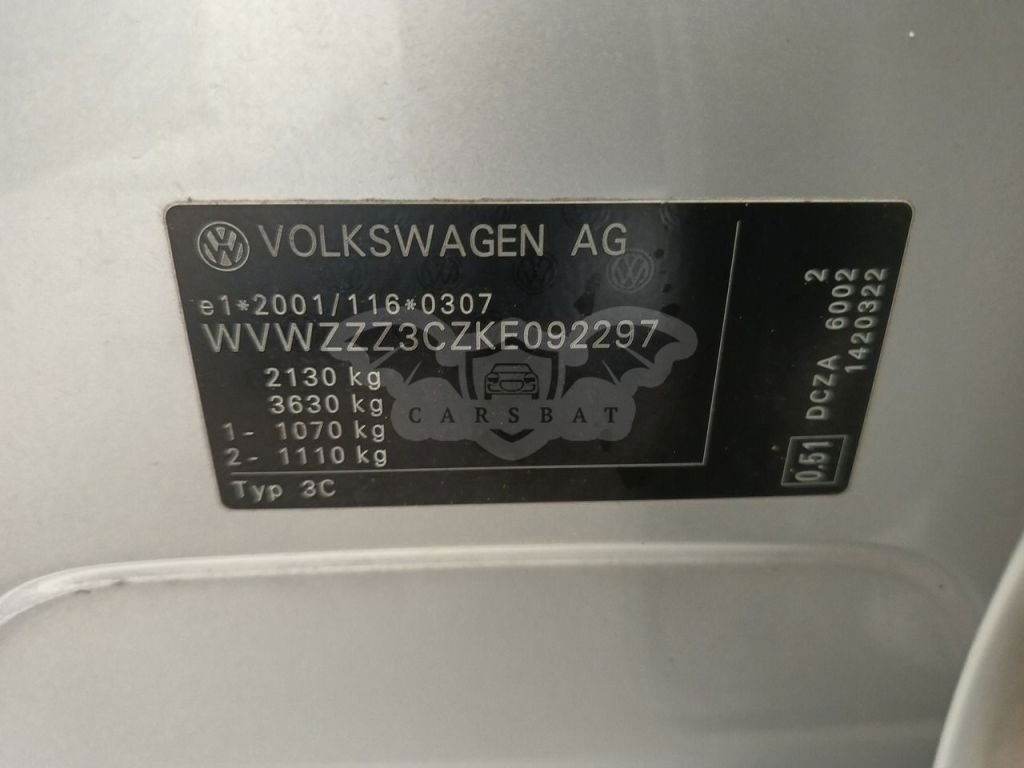 VOLKSWAGEN AG
e1*2001/116*0307
WVWZZZ3CZKE092297
2130 kg
3630 kg
1- 1070 kg
2- 1110 kg
Typ 3C
2
DCZA 6002
1420322
0.51
CARSBAT